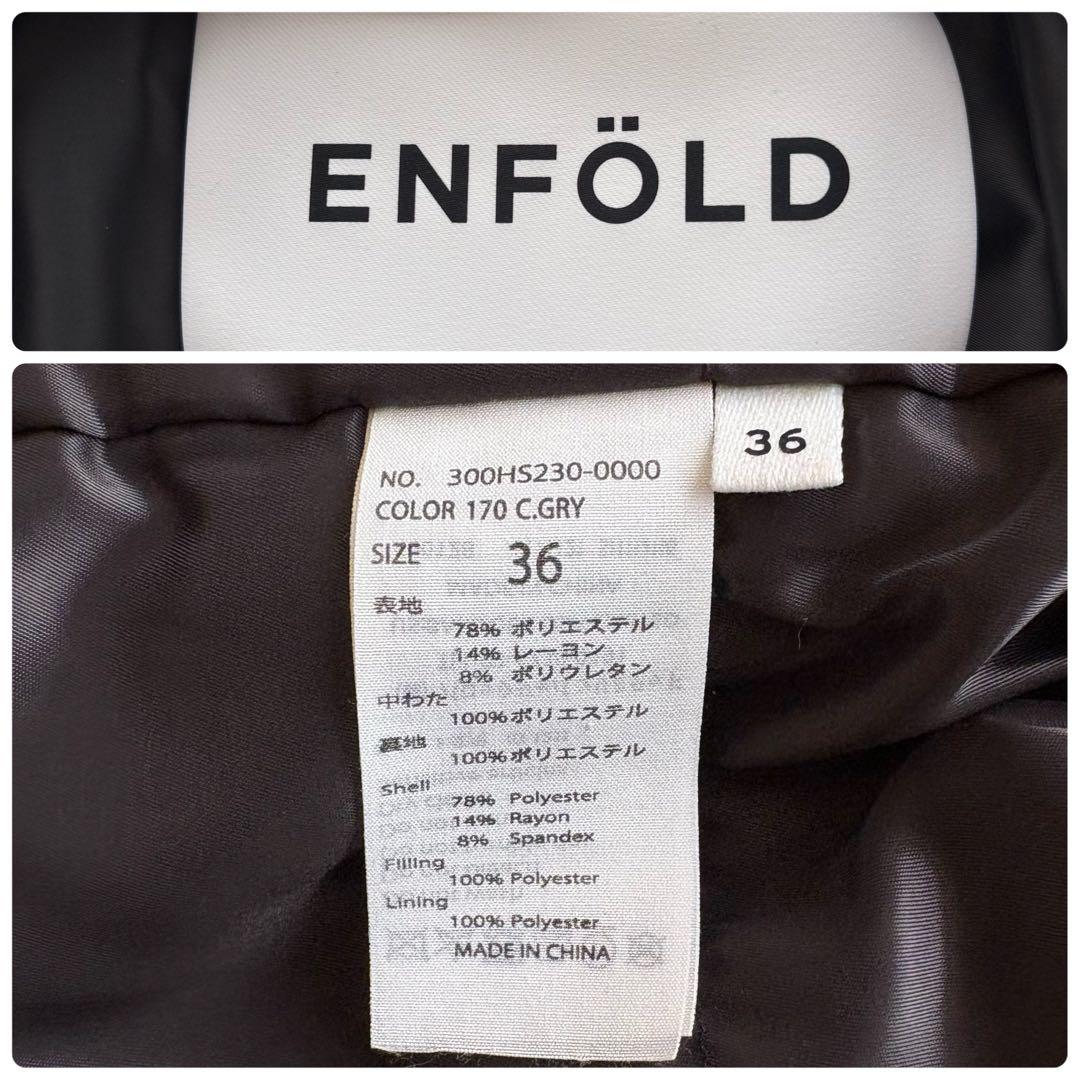 ENFÖLD
36
NO. 300HS230-0000
COLOR 170 C.GRY
SIZE 36
表地
78% ポリエステル
14% レーヨン
8% ポリウレタン
中わた
100%ポリエステル
裏地
100%ポリエステル
Shell
78% Polyester
14% Rayon
8% Spandex
Filling
100% Polyester
Lining
100% Polyester
MADE IN CHINA